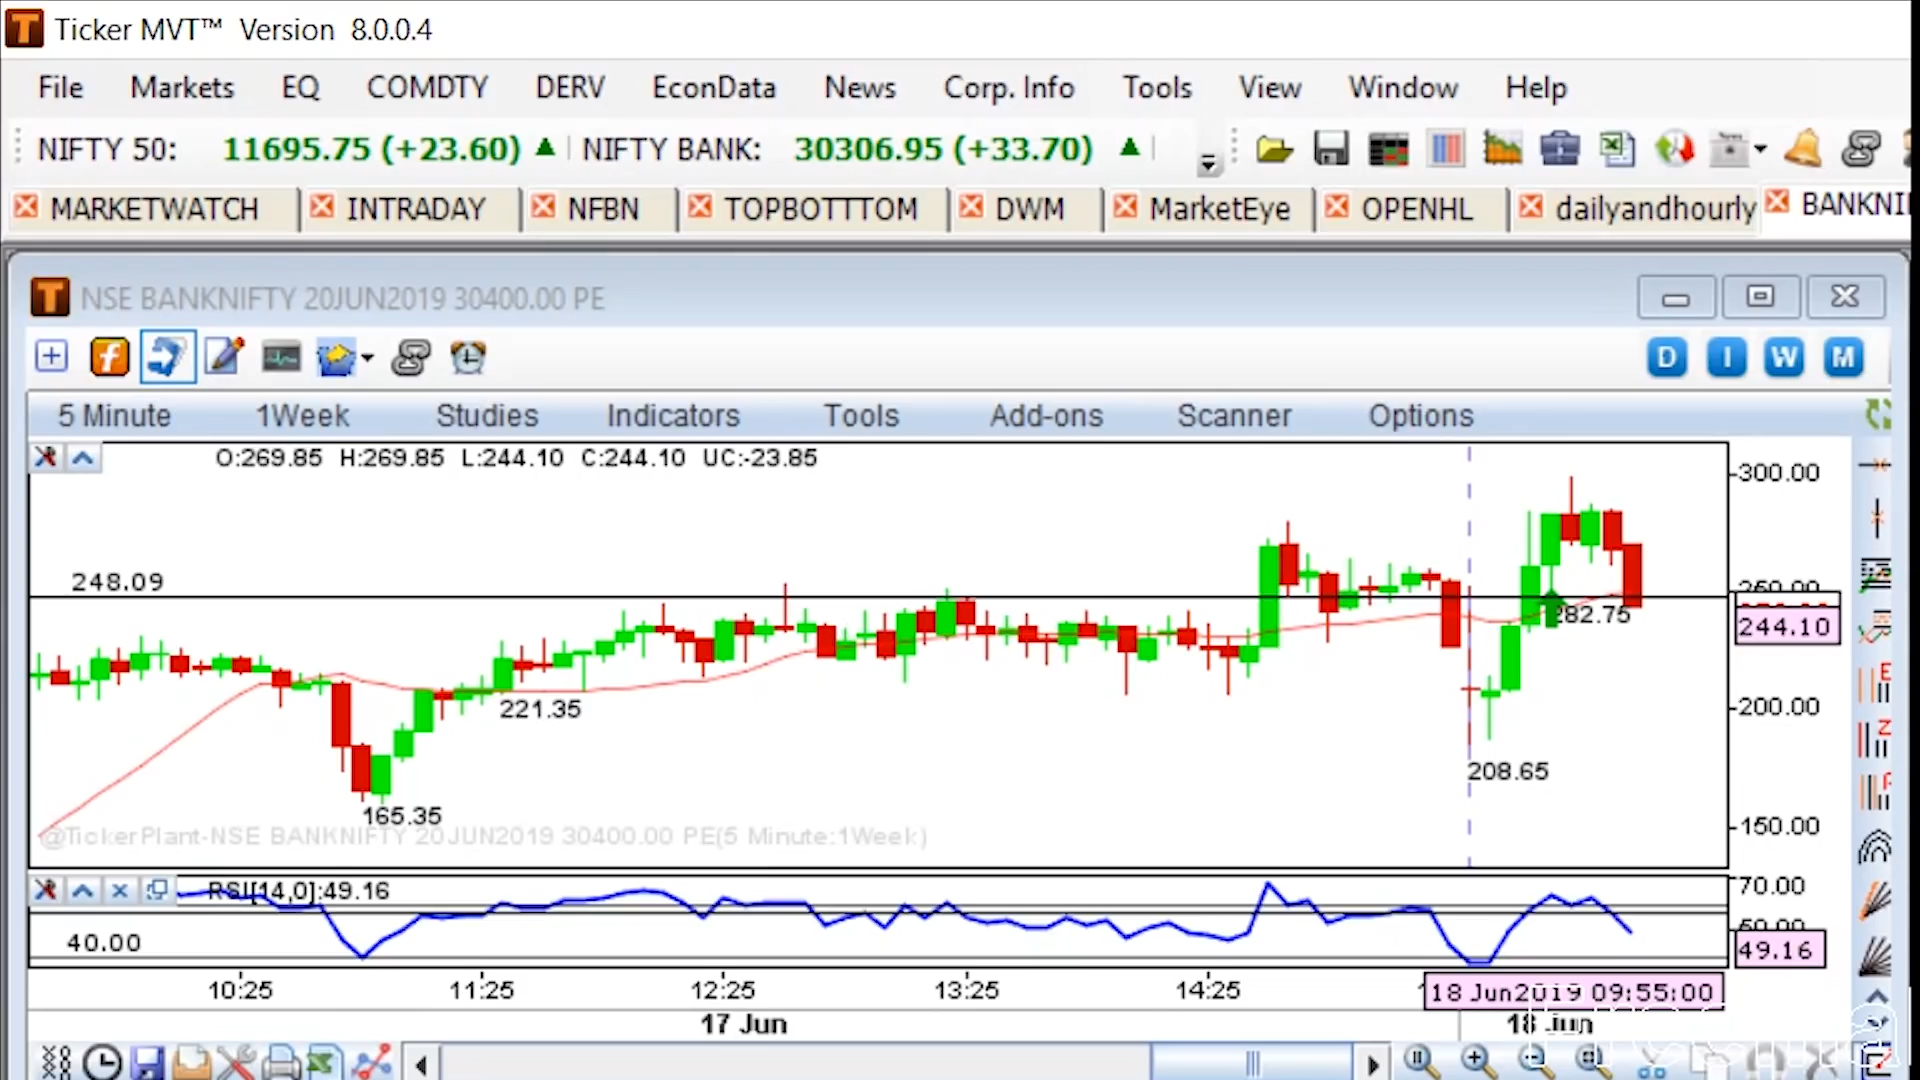 Ticker MVT™ Version 8.0.0.4
File Markets EQ COMDTY DERV EconData News Corp. Info Tools View Window Help
NIFTY 50: 11695.75 (+23.60) ▲ NIFTY BANK: 30306.95 (+33.70) ▲
MARKETWATCH INTRADAY NFBN TOPBOTTTOM DWM MarketEye OPENHL dailyandhourly BANKNI
NSE BANKNIFTY 20JUN2019 30400.00 PE
D I W M
5 Minute 1Week Studies Indicators Tools Add-ons Scanner Options
O:269.85 H:269.85 L:244.10 C:244.10 UC:-23.85
300.00
248.09
250.00
282.75
244.10
221.35
200.00
208.65
165.35
@TickerPlant-NSE BANKNIFTY 20JUN2019 30400.00 PE(5 Minute:1Week)
150.00
RSI[14,0]:49.16
70.00
50.00
40.00
49.16
10:25 11:25 12:25 13:25 14:25 18 Jun2019 09:55:00
17 Jun 18 Jun